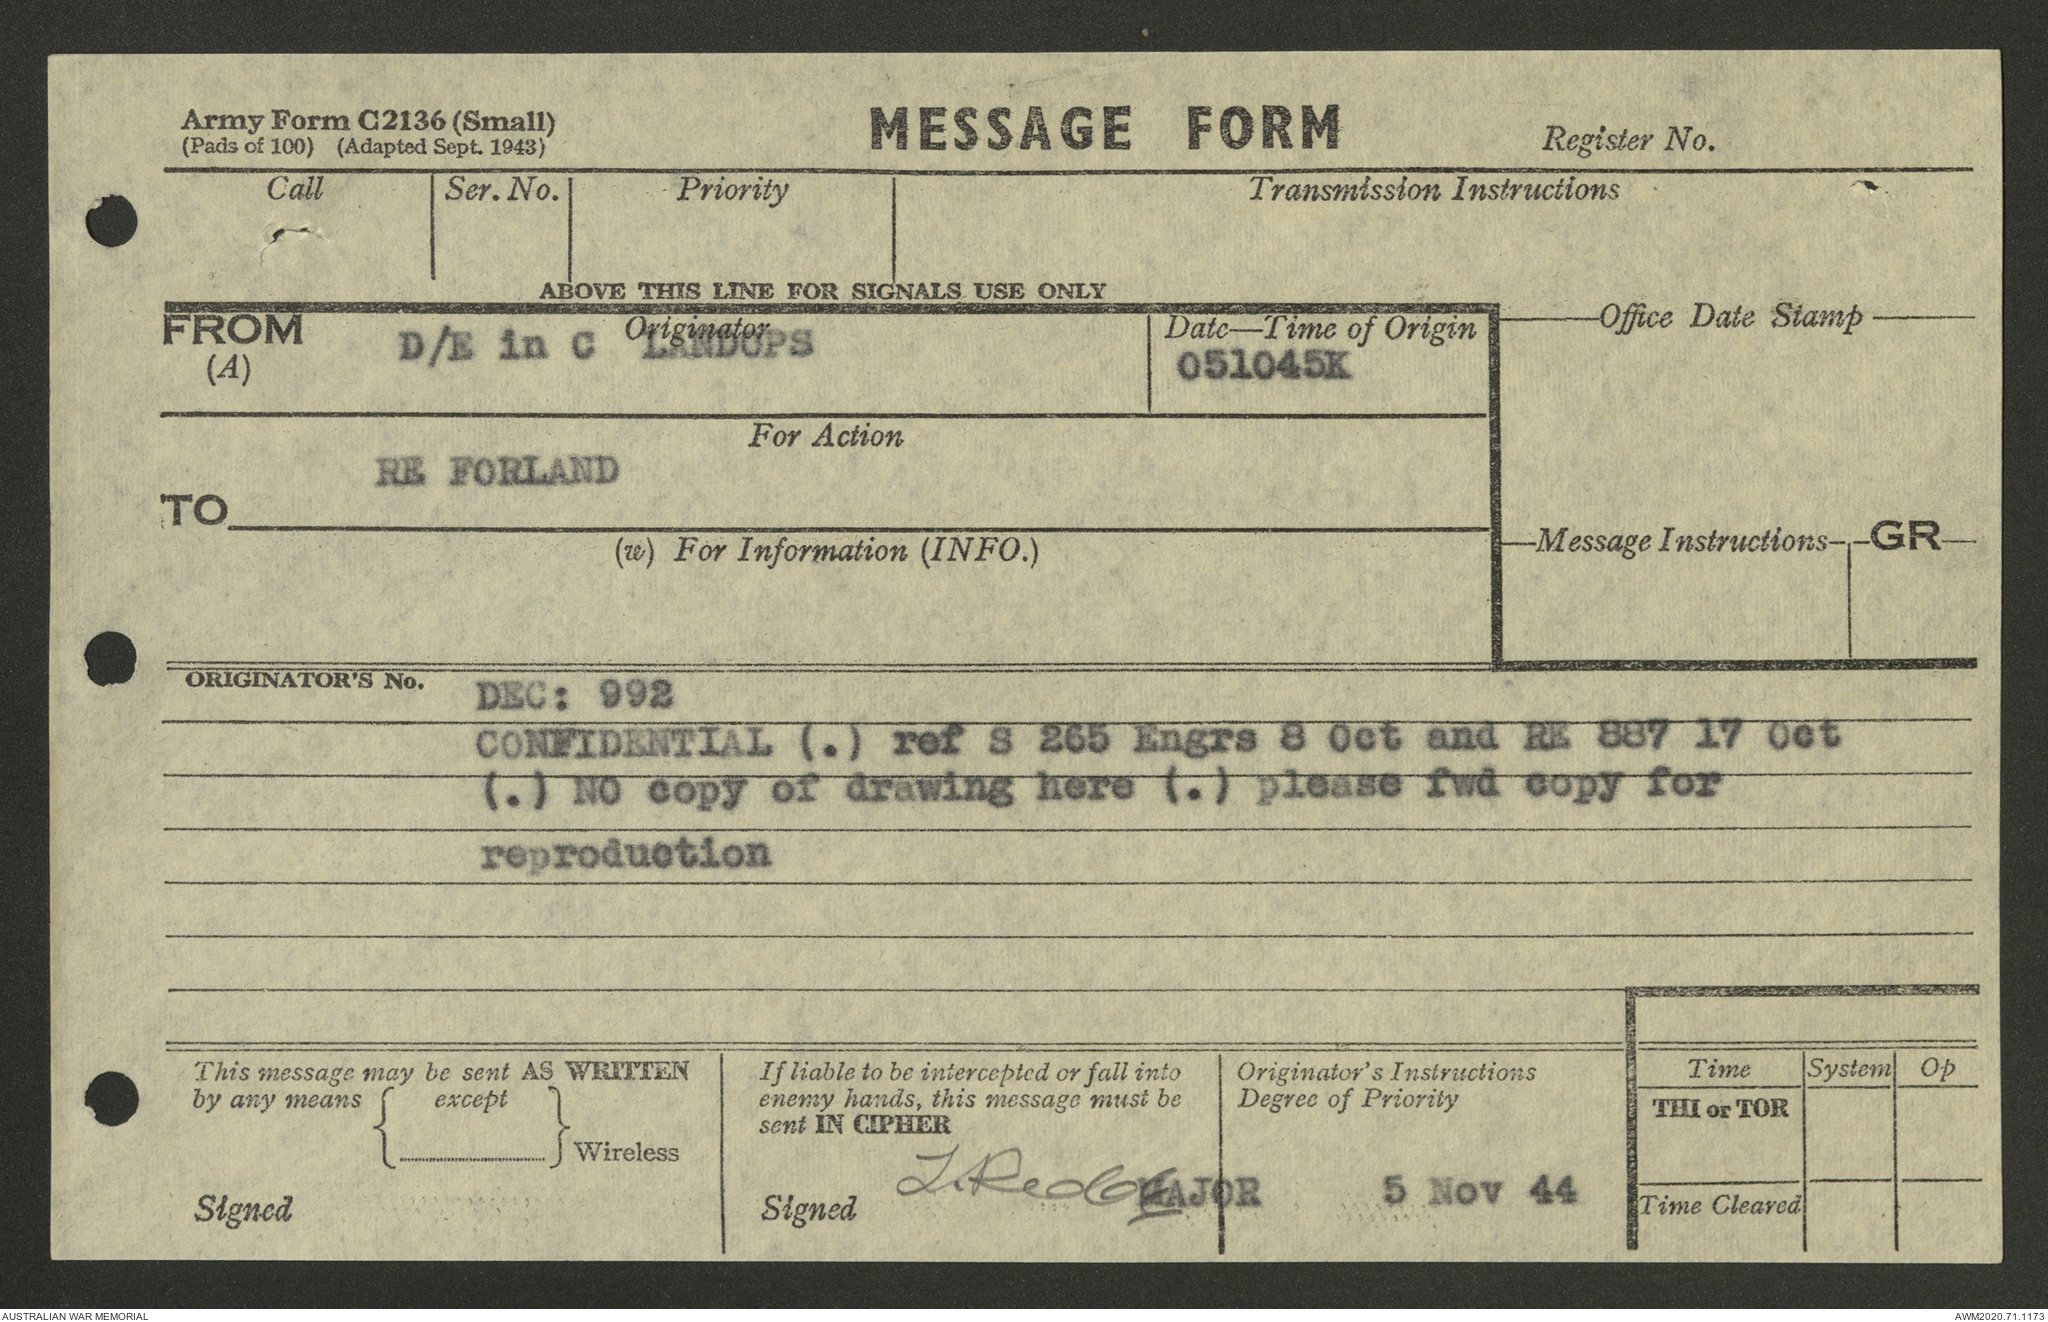 Army Form C2136 (Small)
(Pads of 100) (Adapted Sept. 1943)
MESSAGE FORM
Register No.
Call
Ser. No.
Priority
Transmission Instructions
ABOVE THIS LINE FOR SIGNALS USE ONLY
FROM
(A)
Originator
D/E in C LANDOPS
Date—Time of Origin
051045K
Office Date Stamp
For Action
RE FORLAND
TO
(w) For Information (INFO.)
Message Instructions
GR
ORIGINATOR'S No.
DEC: 992
CONFIDENTIAL (.) ref S 265 Engrs 8 Oct and RE 887 17 Oct
(.) NO copy of drawing here (.) please fwd copy for
reproduction
This message may be sent AS WRITTEN
by any means { except } Wireless
Signed
If liable to be intercepted or fall into
enemy hands, this message must be
sent IN CIPHER
Signed
MAJOR
Originator's Instructions
Degree of Priority
5 Nov 44
Time
System
Op
THI or TOR
Time Cleared
AUSTRALIAN WAR MEMORIAL
AWM2020.71.1173